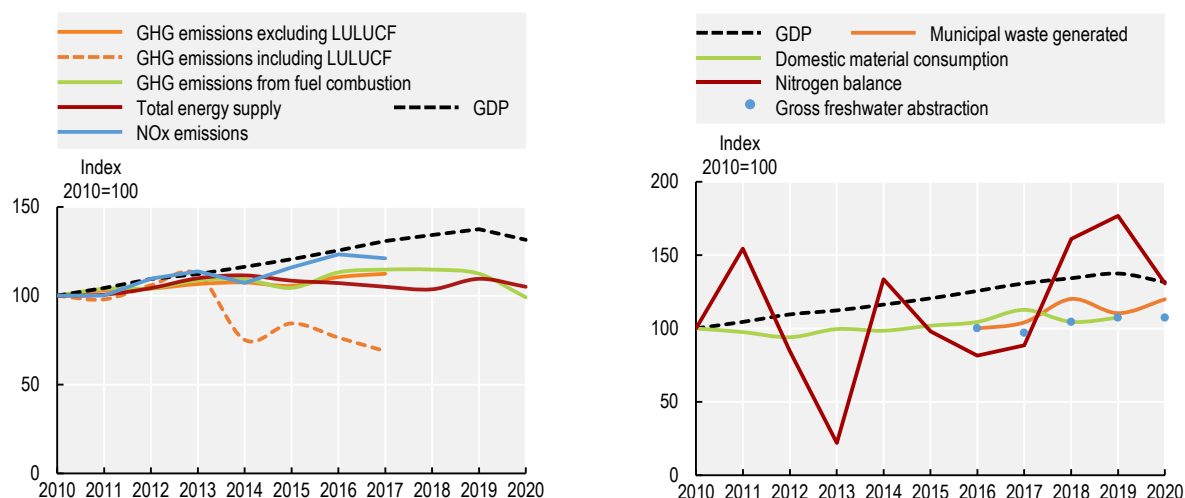 GHG emissions excluding LULUCF
GHG emissions including LULUCF
GHG emissions from fuel combustion
Total energy supply GDP
NOx emissions
Index
2010=100
150
100
50
0
2010 2011 2012 2013 2014 2015 2016 2017 2018 2019 2020
GDP Municipal waste generated
Domestic material consumption
Nitrogen balance
Gross freshwater abstraction
Index
2010=100
200
150
100
50
0
2010 2011 2012 2013 2014 2015 2016 2017 2018 2019 2020